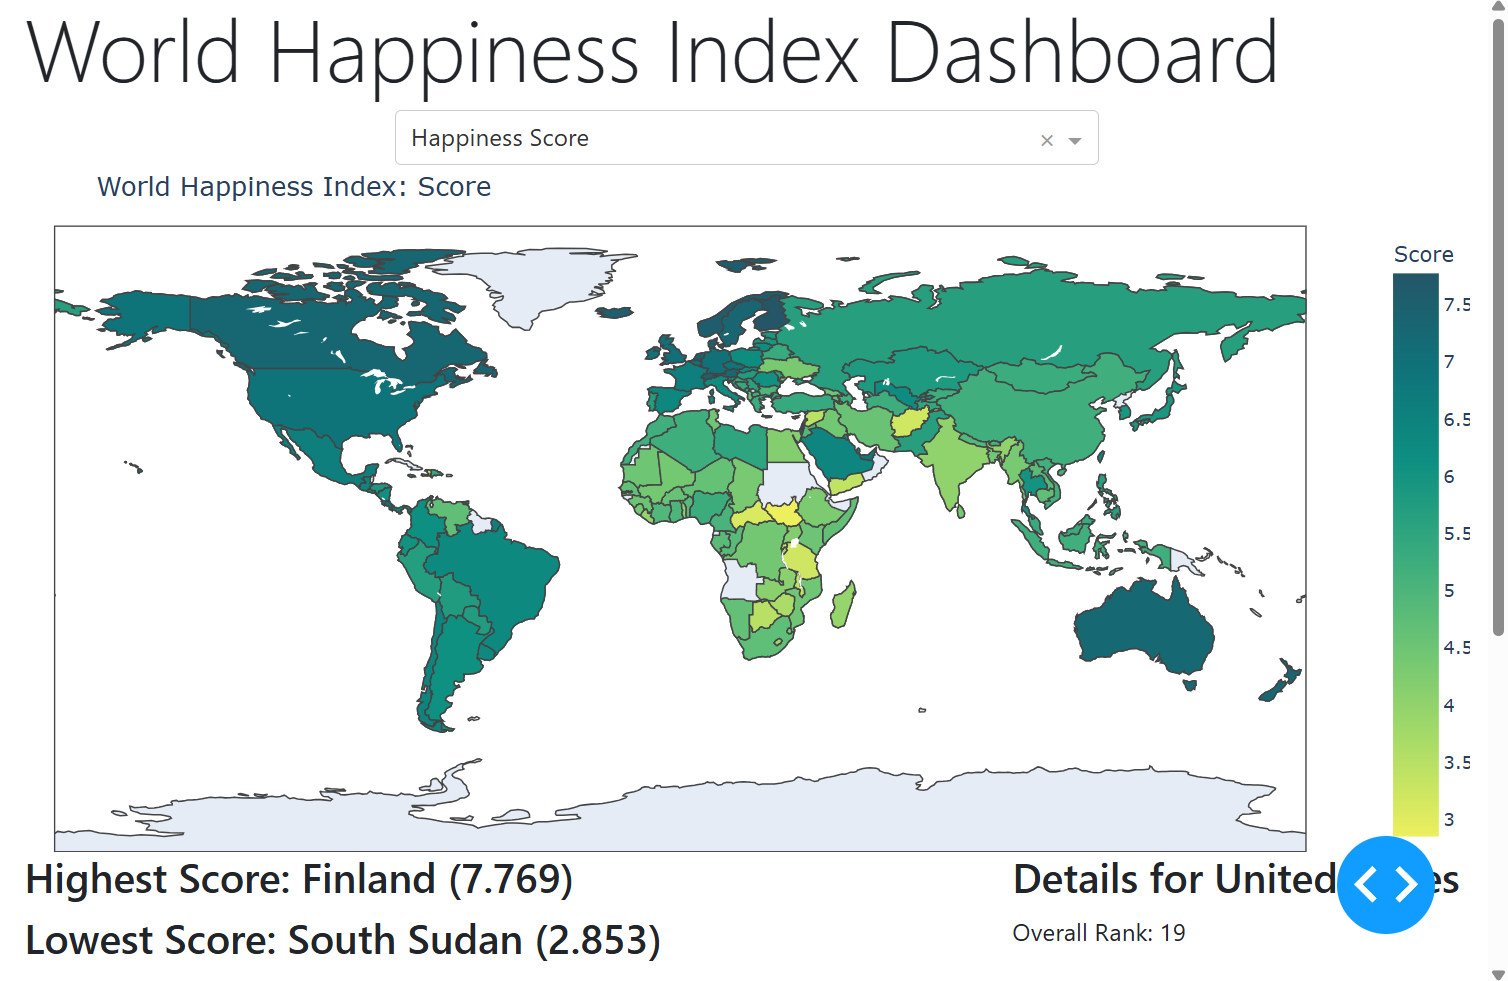 World Happiness Index Dashboard
Happiness Score
World Happiness Index: Score
Score
7.5
7
6.5
6
5.5
5
4.5
4
3.5
3
Highest Score: Finland (7.769)
Lowest Score: South Sudan (2.853)
Details for United
Overall Rank: 19